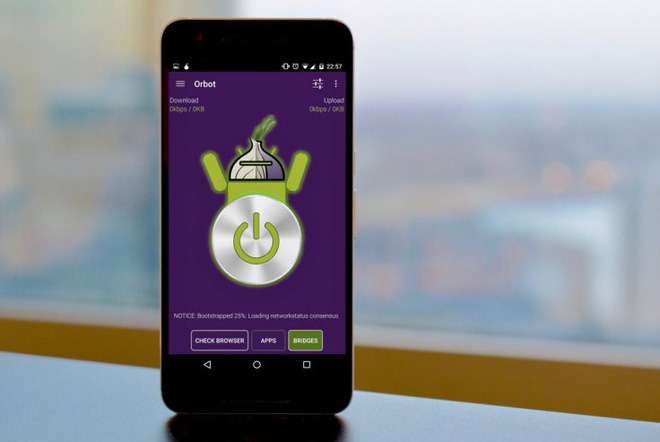 22:57
Orbot
Download Upload
0kbps / 0KB 0kbps / 0KB
NOTICE: Bootstrapped 25%: Loading networkstatus consensus
CHECK BROWSER APPS BRIDGES